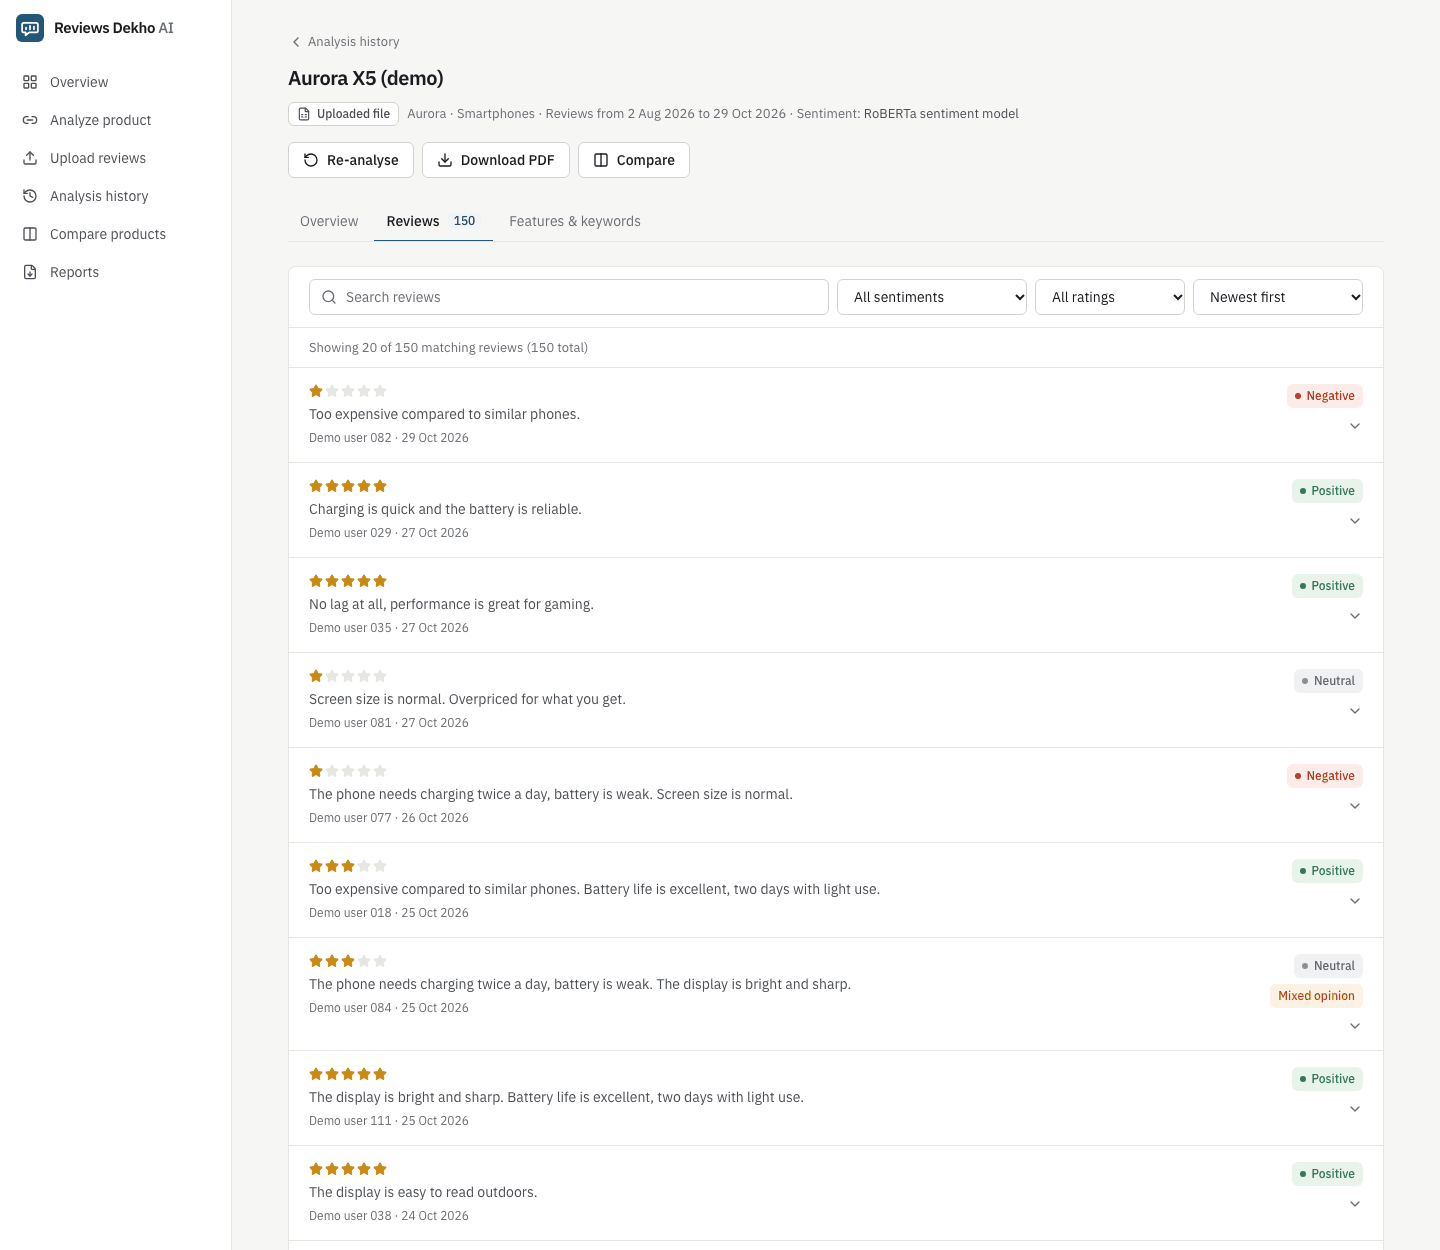 Reviews Dekho AI
Overview
Analyze product
Upload reviews
Analysis history
Compare products
Reports
Analysis history
Aurora X5 (demo)
Uploaded file Aurora · Smartphones · Reviews from 2 Aug 2026 to 29 Oct 2026 · Sentiment: RoBERTa sentiment model
Re-analyse Download PDF Compare
Overview Reviews 150 Features & keywords
Search reviews All sentiments All ratings Newest first
Showing 20 of 150 matching reviews (150 total)
Negative
Too expensive compared to similar phones.
Demo user 082 · 29 Oct 2026
Positive
Charging is quick and the battery is reliable.
Demo user 029 · 27 Oct 2026
Positive
No lag at all, performance is great for gaming.
Demo user 035 · 27 Oct 2026
Neutral
Screen size is normal. Overpriced for what you get.
Demo user 081 · 27 Oct 2026
Negative
The phone needs charging twice a day, battery is weak. Screen size is normal.
Demo user 077 · 26 Oct 2026
Positive
Too expensive compared to similar phones. Battery life is excellent, two days with light use.
Demo user 018 · 25 Oct 2026
Neutral
The phone needs charging twice a day, battery is weak. The display is bright and sharp.
Mixed opinion
Demo user 084 · 25 Oct 2026
Positive
The display is bright and sharp. Battery life is excellent, two days with light use.
Demo user 111 · 25 Oct 2026
Positive
The display is easy to read outdoors.
Demo user 038 · 24 Oct 2026